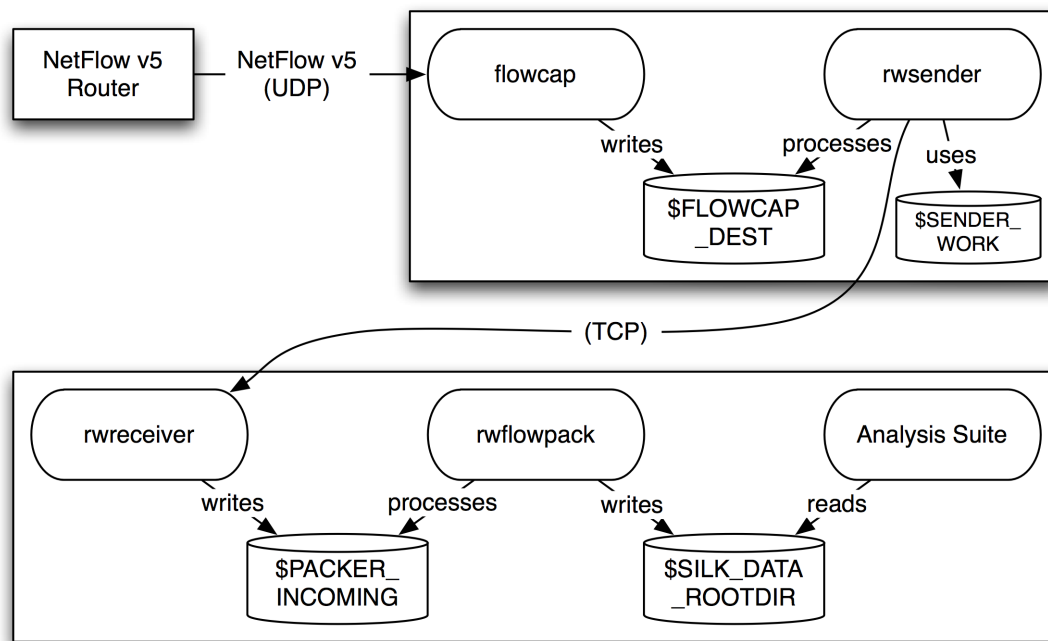 NetFlow v5
Router
NetFlow v5
(UDP)
flowcap
rwsender
writes
processes
uses
$FLOWCAP
_DEST
$SENDER_
WORK
(TCP)
rwreceiver
rwflowpack
Analysis Suite
writes
processes
writes
reads
$PACKER_
INCOMING
$SILK_DATA
_ROOTDIR